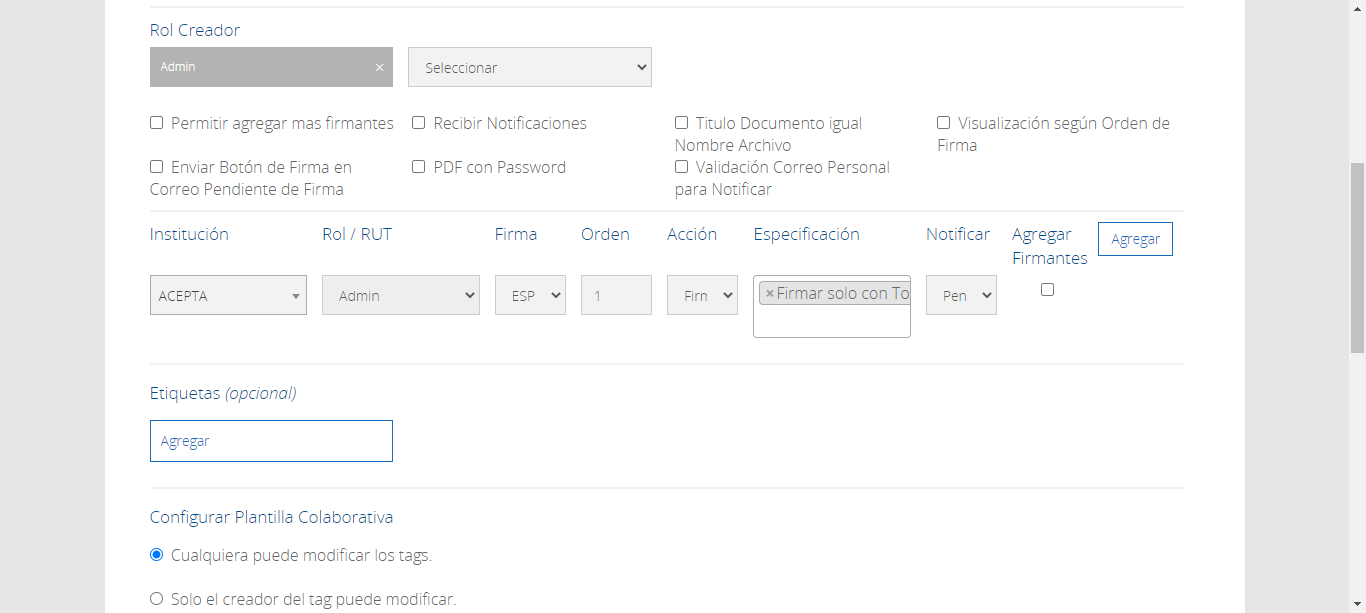 Rol Creador
Admin ×
Seleccionar
Permitir agregar mas firmantes
Recibir Notificaciones
Titulo Documento igual
Nombre Archivo
Visualización según Orden de
Firma
Enviar Botón de Firma en
Correo Pendiente de Firma
PDF con Password
Validación Correo Personal
para Notificar
Institución
Rol / RUT
Firma
Orden
Acción
Especificación
Notificar
Agregar
Firmantes
Agregar
ACEPTA
Admin
ESP
1
Firn
×Firmar solo con To
Pen
Etiquetas (opcional)
Agregar
Configurar Plantilla Colaborativa
Cualquiera puede modificar los tags.
Solo el creador del tag puede modificar.